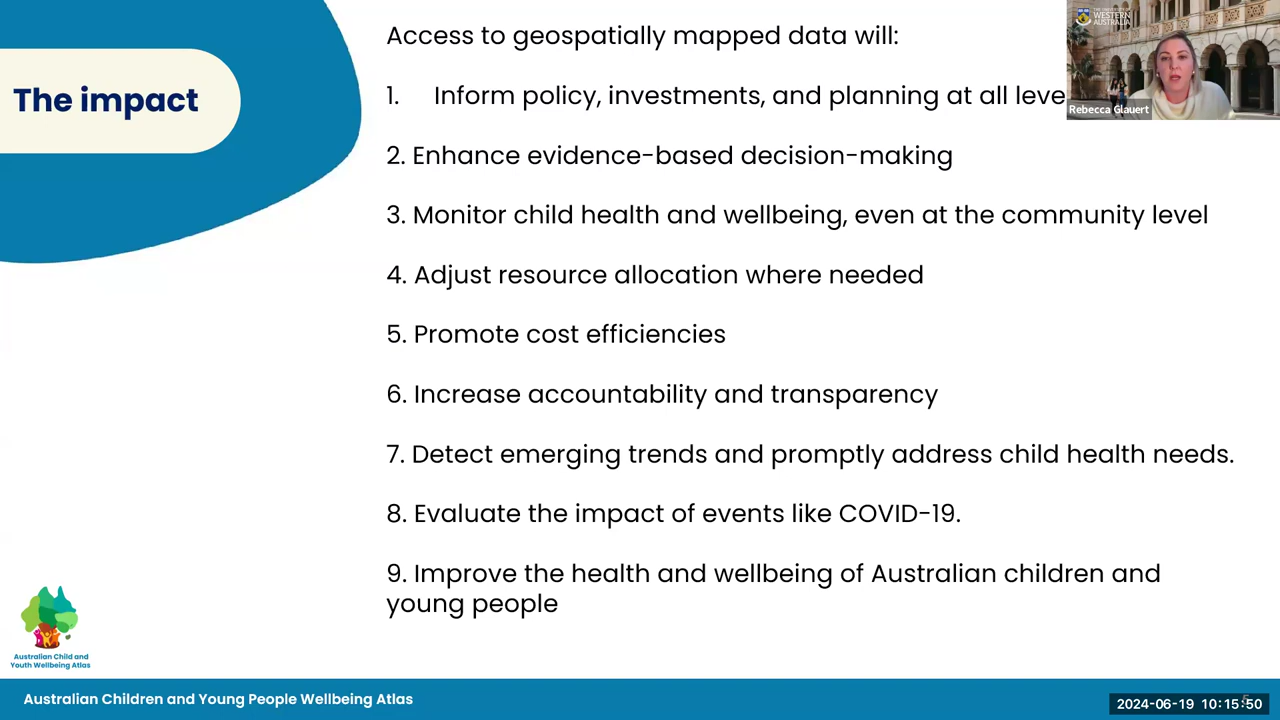 The impact
Access to geospatially mapped data will:
1. Inform policy, investments, and planning at all leve
2. Enhance evidence-based decision-making
3. Monitor child health and wellbeing, even at the community level
4. Adjust resource allocation where needed
5. Promote cost efficiencies
6. Increase accountability and transparency
7. Detect emerging trends and promptly address child health needs.
8. Evaluate the impact of events like COVID-19.
9. Improve the health and wellbeing of Australian children and
young people
THE UNIVERSITY OF
WESTERN
AUSTRALIA
Rebecca Glauert
Australian Child and
Youth Wellbeing Atlas
Australian Children and Young People Wellbeing Atlas
2024-06-19 10:15:50